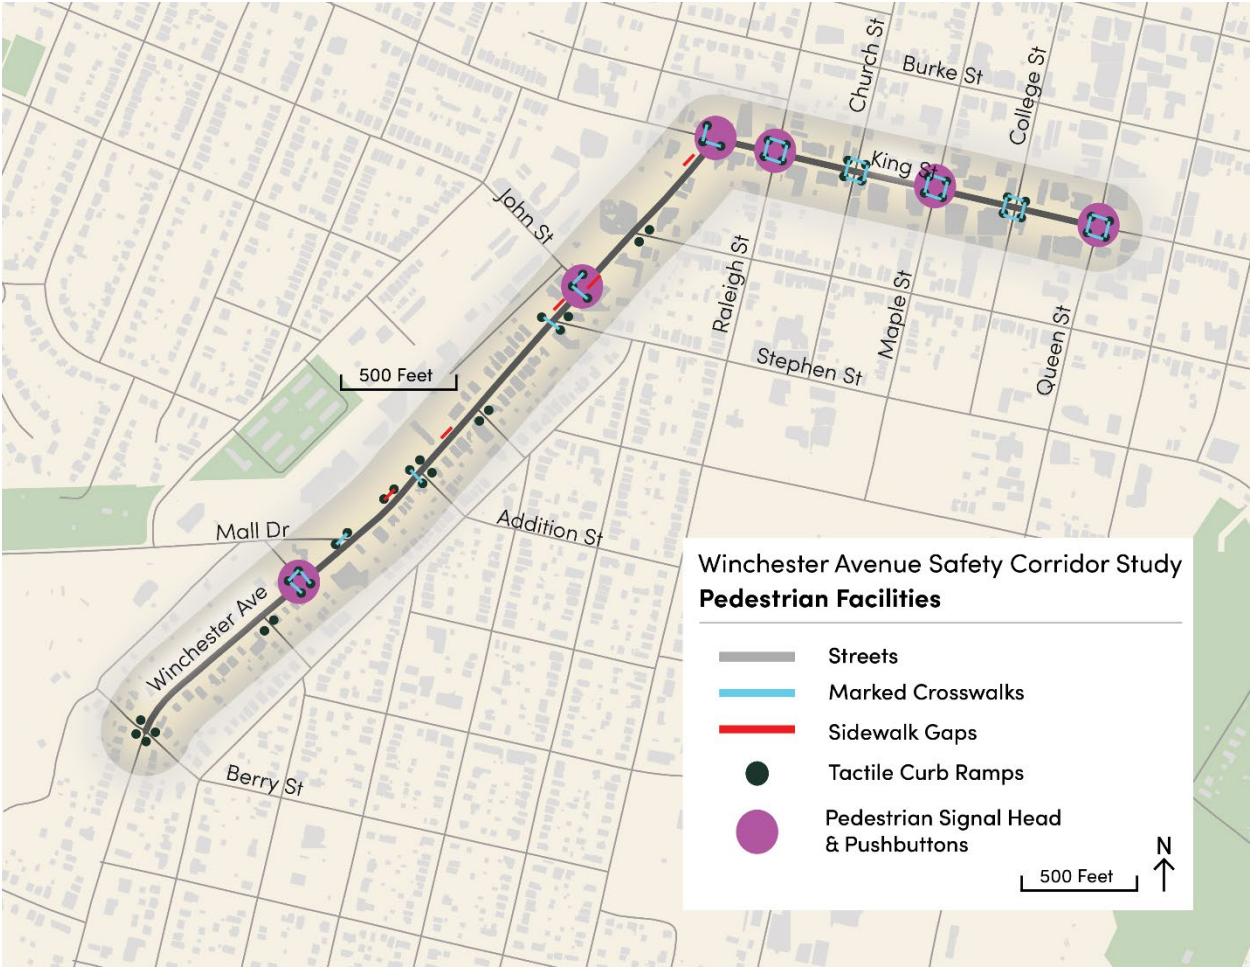 Church St
Burke St
College St
King St
John St
Raleigh St
Maple St
Queen St
Stephen St
500 Feet
Mall Dr
Addition St
Winchester Ave
Berry St
Winchester Avenue Safety Corridor Study
Pedestrian Facilities
Streets
Marked Crosswalks
Sidewalk Gaps
Tactile Curb Ramps
Pedestrian Signal Head
& Pushbuttons
N
500 Feet